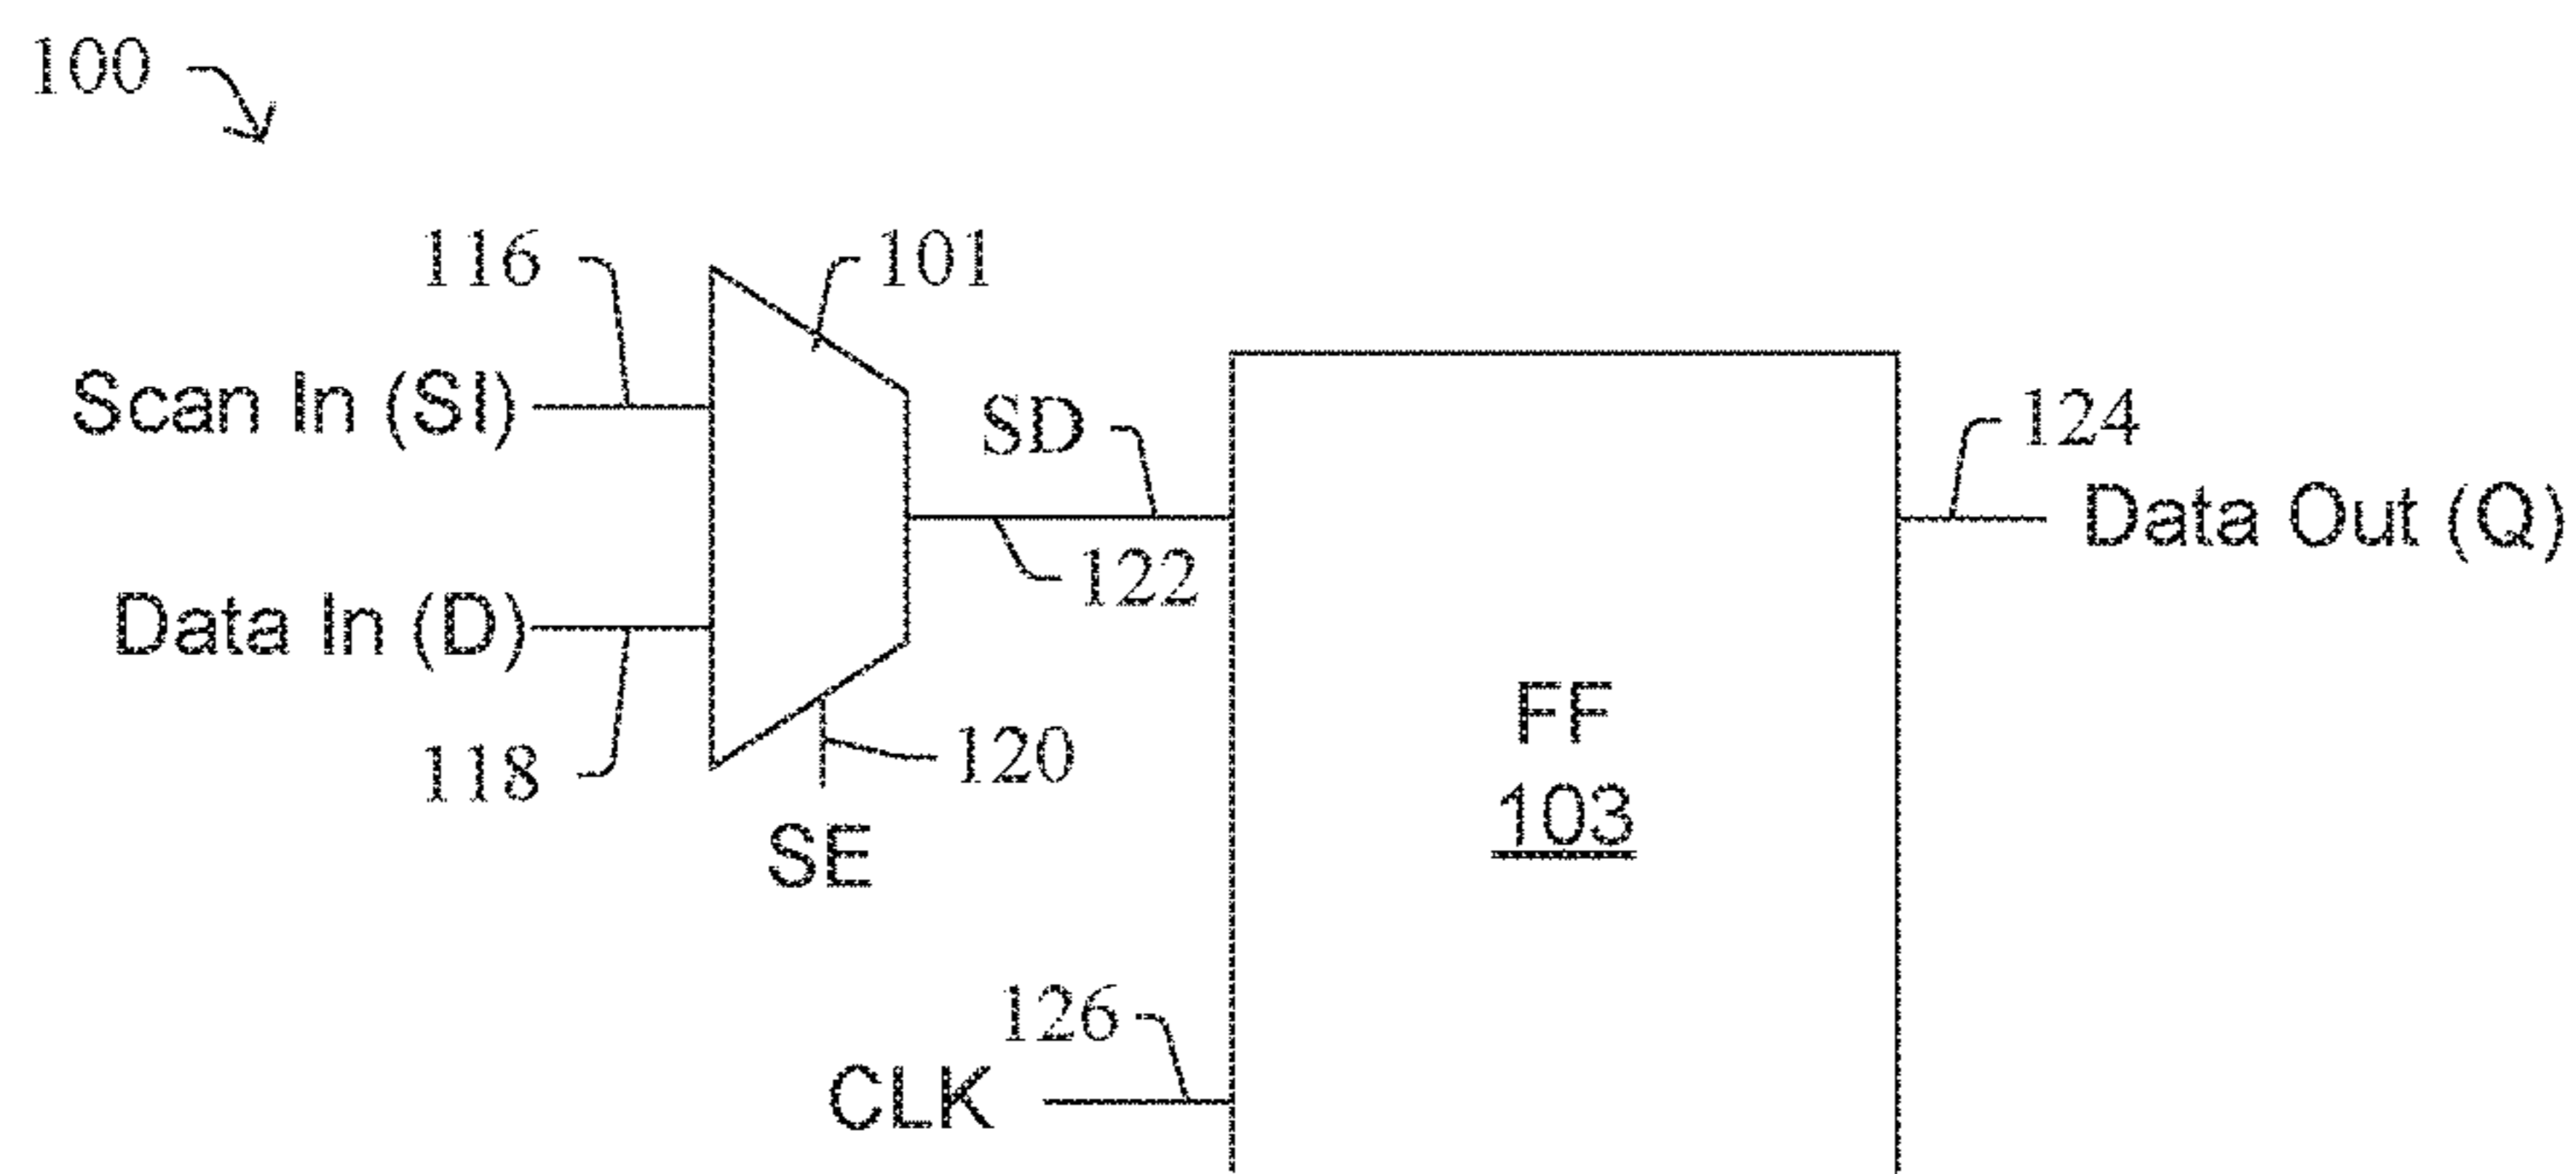 100
116
101
Scan In (SI)
SD
124
Data Out (Q)
122
Data In (D)
118
120
SE
FF
103
126
CLK